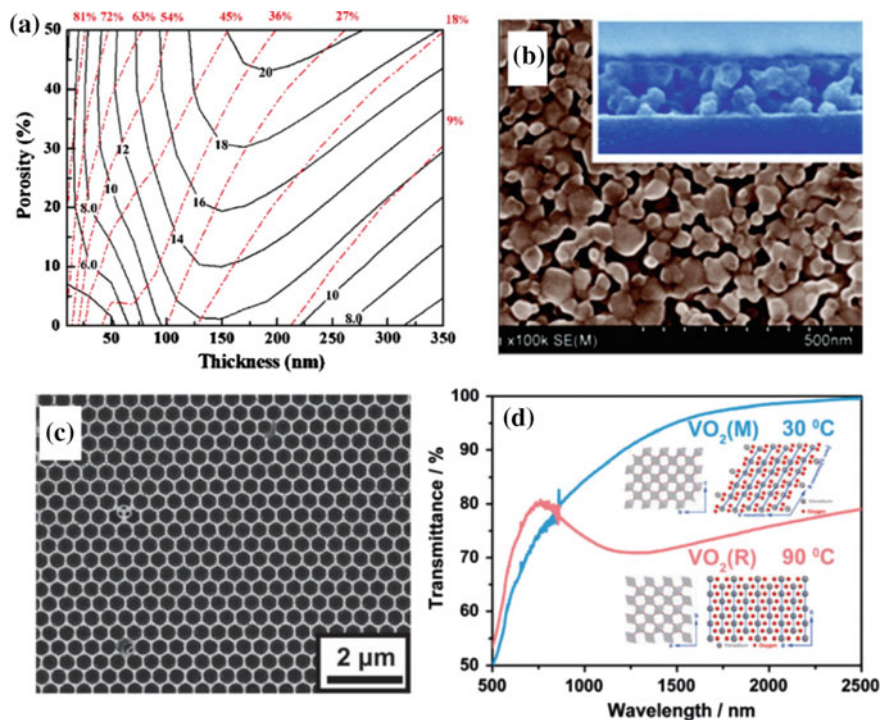 (a)
81% 72% 63% 54% 45% 36% 27% 18%
9%
50
40
30
20
10
0
Porosity (%)
20
18
16
14
12
10
8.0
6.0
10
8.0
0 50 100 150 200 250 300 350
Thickness (nm)
(b)
x100k SE(M) 500nm
(c)
2 µm
(d)
100
90
80
70
60
50
Transmittance / %
VO2(M) 30 ⁰C
VO2(R) 90 ⁰C
Oxygen
Oxygen
500 1000 1500 2000 2500
Wavelength / nm